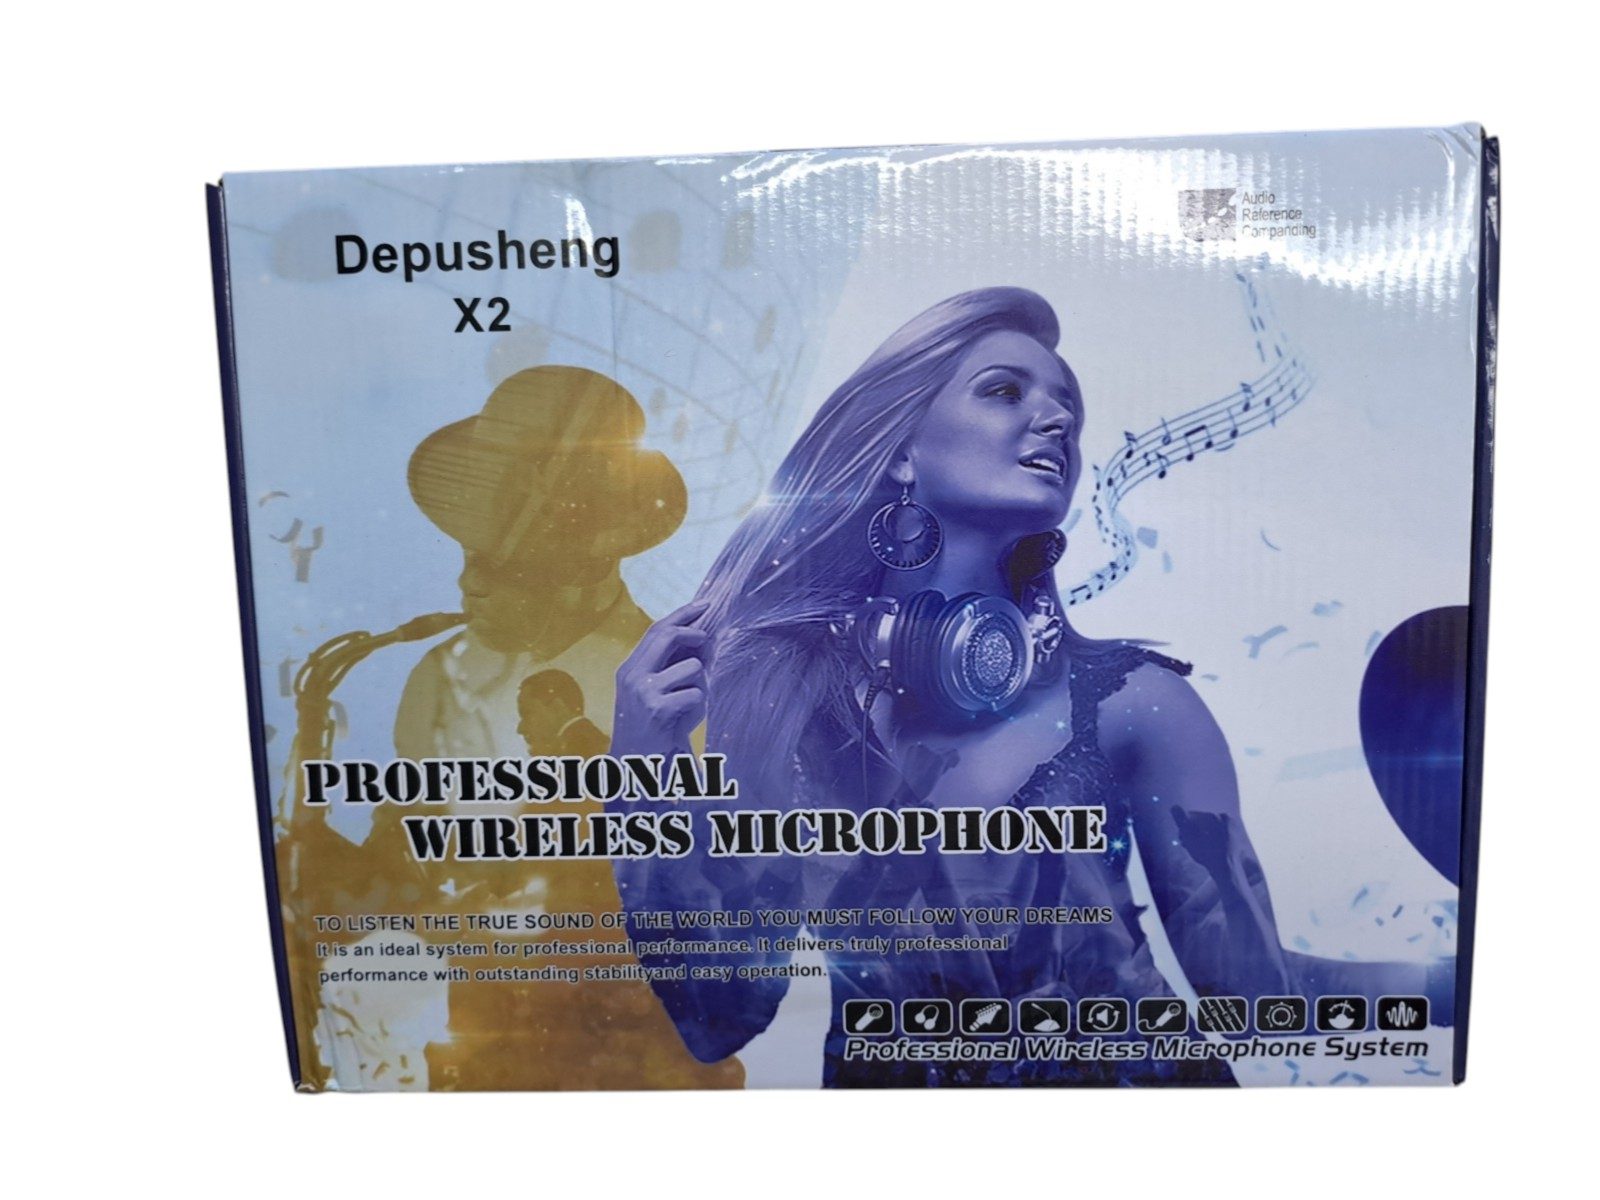 Depusheng
X2
Audio
Reference
Companding
PROFESSIONAL
WIRELESS MICROPHONE
TO LISTEN THE TRUE SOUND OF THE WORLD YOU MUST FOLLOW YOUR DREAMS
It is an ideal system for professional performance. It delivers truly professional
performance with outstanding stabilityand easy operation.
Professional Wireless Microphone System